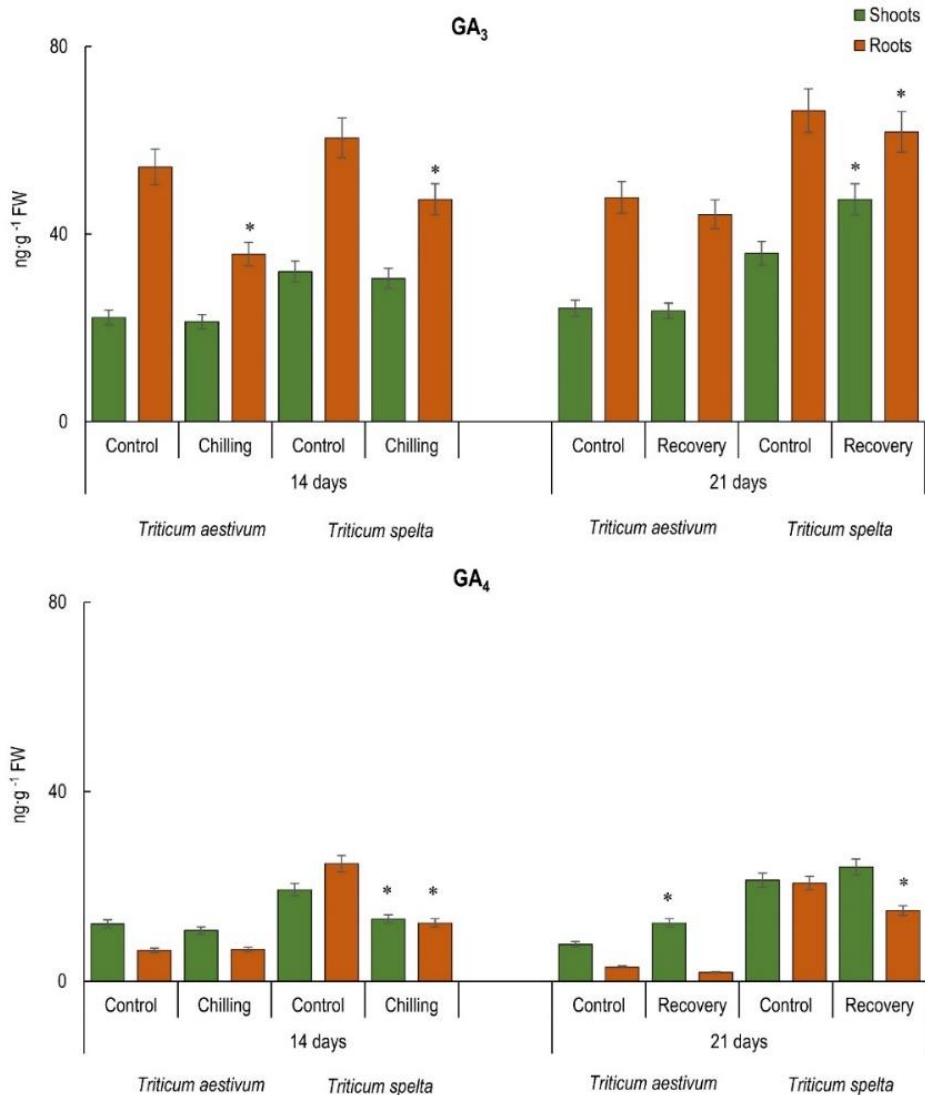 GA₃
Shoots
Roots
80
40
0
ng·g⁻¹ FW
* * * *
Control Chilling Control Chilling Control Recovery Control Recovery
14 days 21 days
Triticum aestivum Triticum spelta Triticum aestivum Triticum spelta
GA₄
80
40
0
ng·g⁻¹ FW
* * * *
Control Chilling Control Chilling Control Recovery Control Recovery
14 days 21 days
Triticum aestivum Triticum spelta Triticum aestivum Triticum spelta